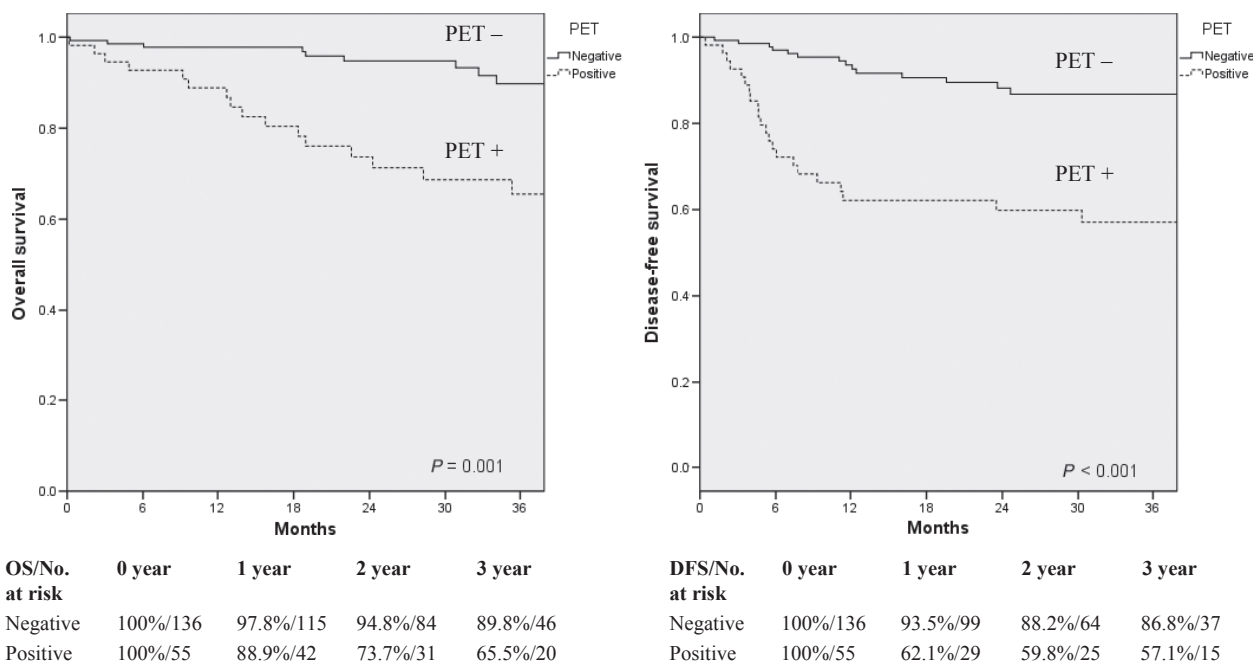 PET
Negative
Positive
PET –
PET +
1.0
0.8
0.6
0.4
0.2
0.0
Overall survival
P = 0.001
0 6 12 18 24 30 36
Months
OS/No. at risk 0 year 1 year 2 year 3 year
Negative 100%/136 97.8%/115 94.8%/84 89.8%/46
Positive 100%/55 88.9%/42 73.7%/31 65.5%/20
PET
Negative
Positive
PET –
PET +
1.0
0.8
0.6
0.4
0.2
0.0
Disease-free survival
P < 0.001
0 6 12 18 24 30 36
Months
DFS/No. at risk 0 year 1 year 2 year 3 year
Negative 100%/136 93.5%/99 88.2%/64 86.8%/37
Positive 100%/55 62.1%/29 59.8%/25 57.1%/15